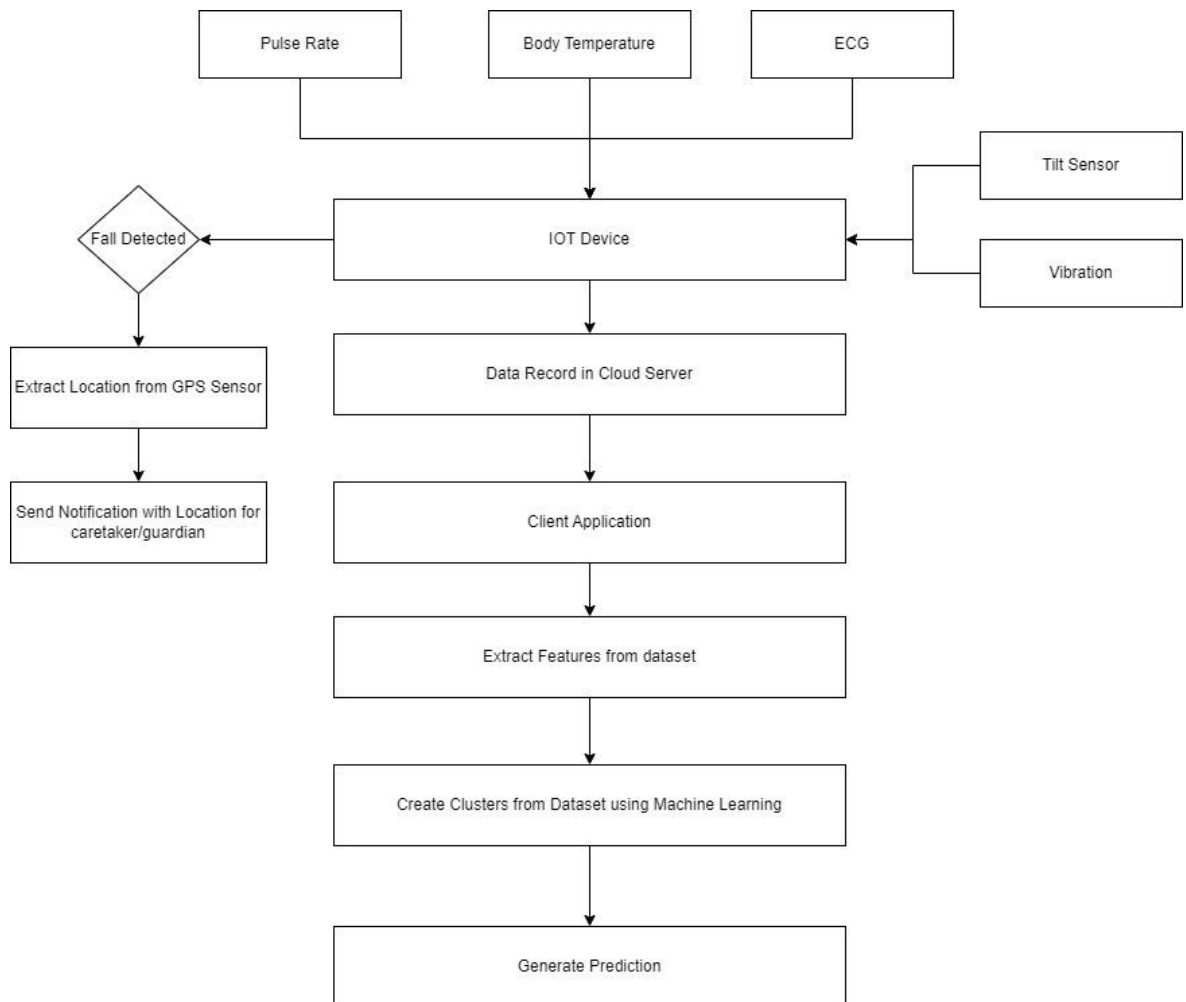 Pulse Rate
Body Temperature
ECG
Tilt Sensor
Fall Detected
IOT Device
Vibration
Extract Location from GPS Sensor
Data Record in Cloud Server
Send Notification with Location for
caretaker/guardian
Client Application
Extract Features from dataset
Create Clusters from Dataset using Machine Learning
Generate Prediction